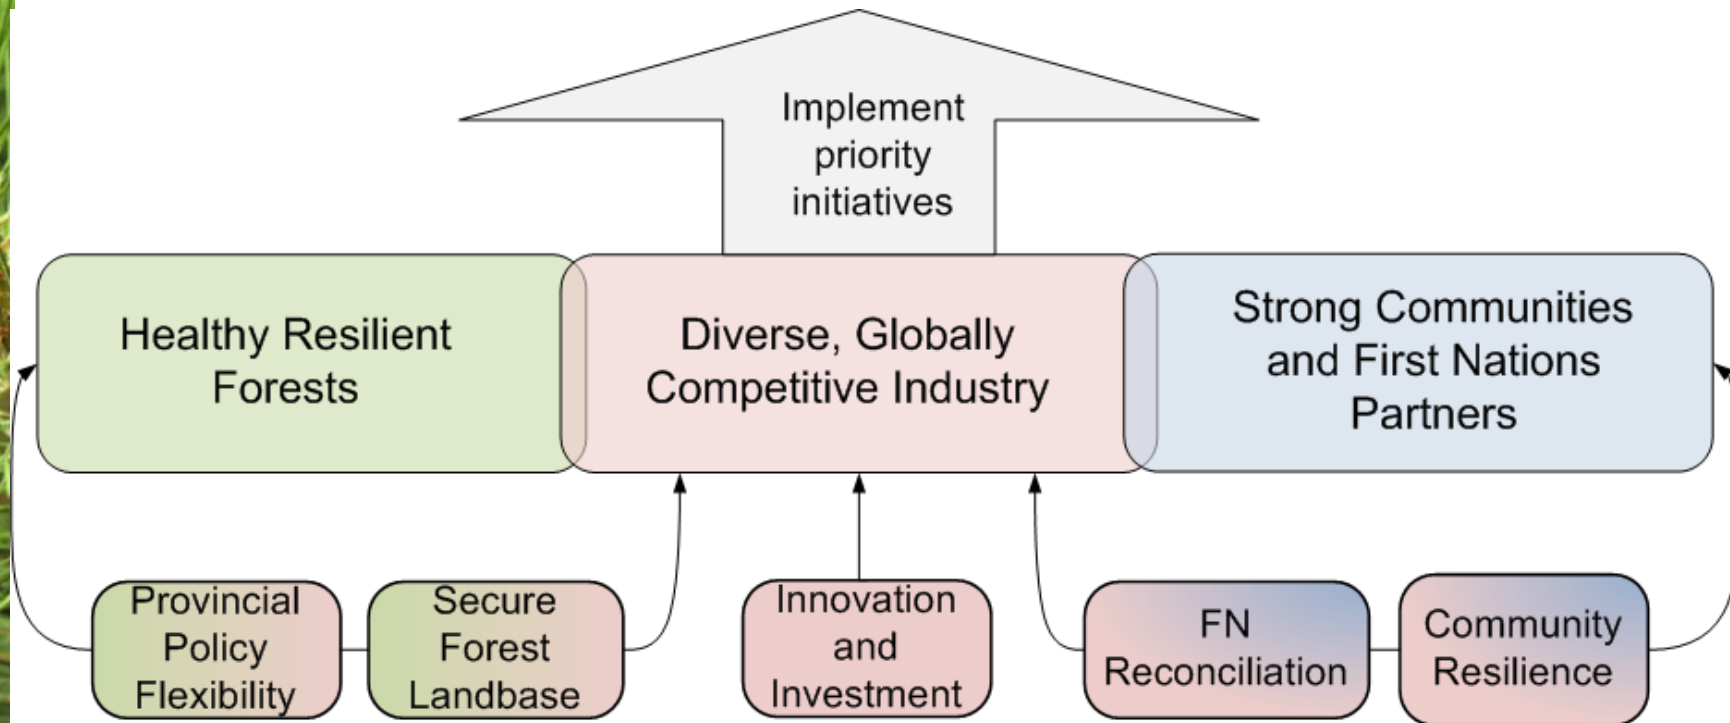 Implement
priority
initiatives
Healthy Resilient
Forests
Diverse, Globally
Competitive Industry
Strong Communities
and First Nations
Partners
Provincial
Policy
Flexibility
Secure
Forest
Landbase
Innovation
and
Investment
FN
Reconciliation
Community
Resilience